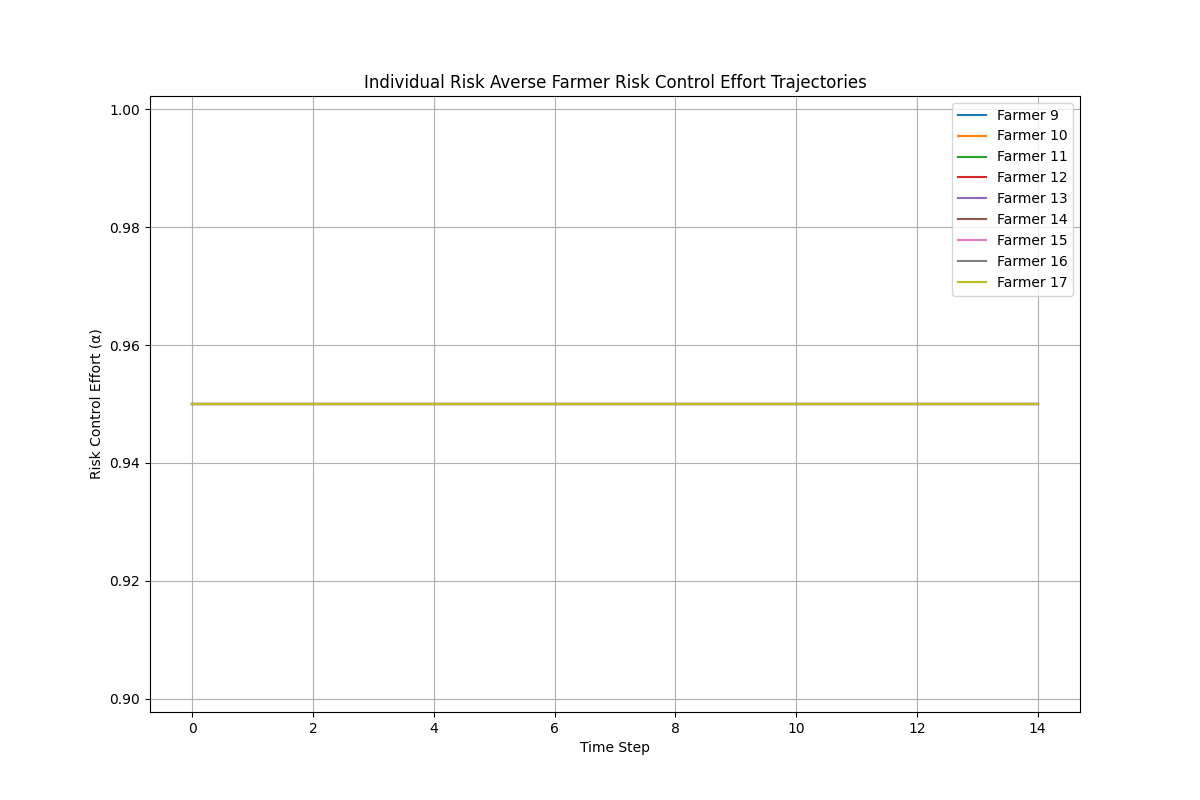 Individual Risk Averse Farmer Risk Control Effort Trajectories
1.00
0.98
0.96
0.94
0.92
0.90
Risk Control Effort (α)
Farmer 9
Farmer 10
Farmer 11
Farmer 12
Farmer 13
Farmer 14
Farmer 15
Farmer 16
Farmer 17
0 2 4 6 8 10 12 14
Time Step